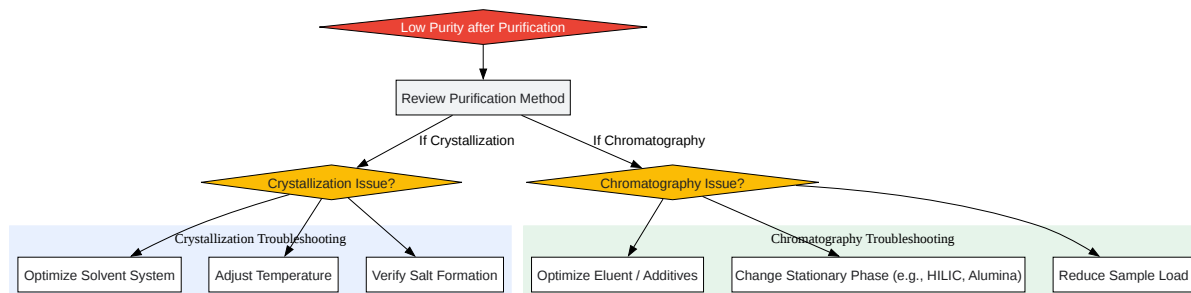 Low Purity after Purification
Review Purification Method
If Crystallization
If Chromatography
Crystallization Issue?
Chromatography Issue?
Crystallization Troubleshooting
Chromatography Troubleshooting
Optimize Solvent System
Adjust Temperature
Verify Salt Formation
Optimize Eluent / Additives
Change Stationary Phase (e.g., HILIC, Alumina)
Reduce Sample Load